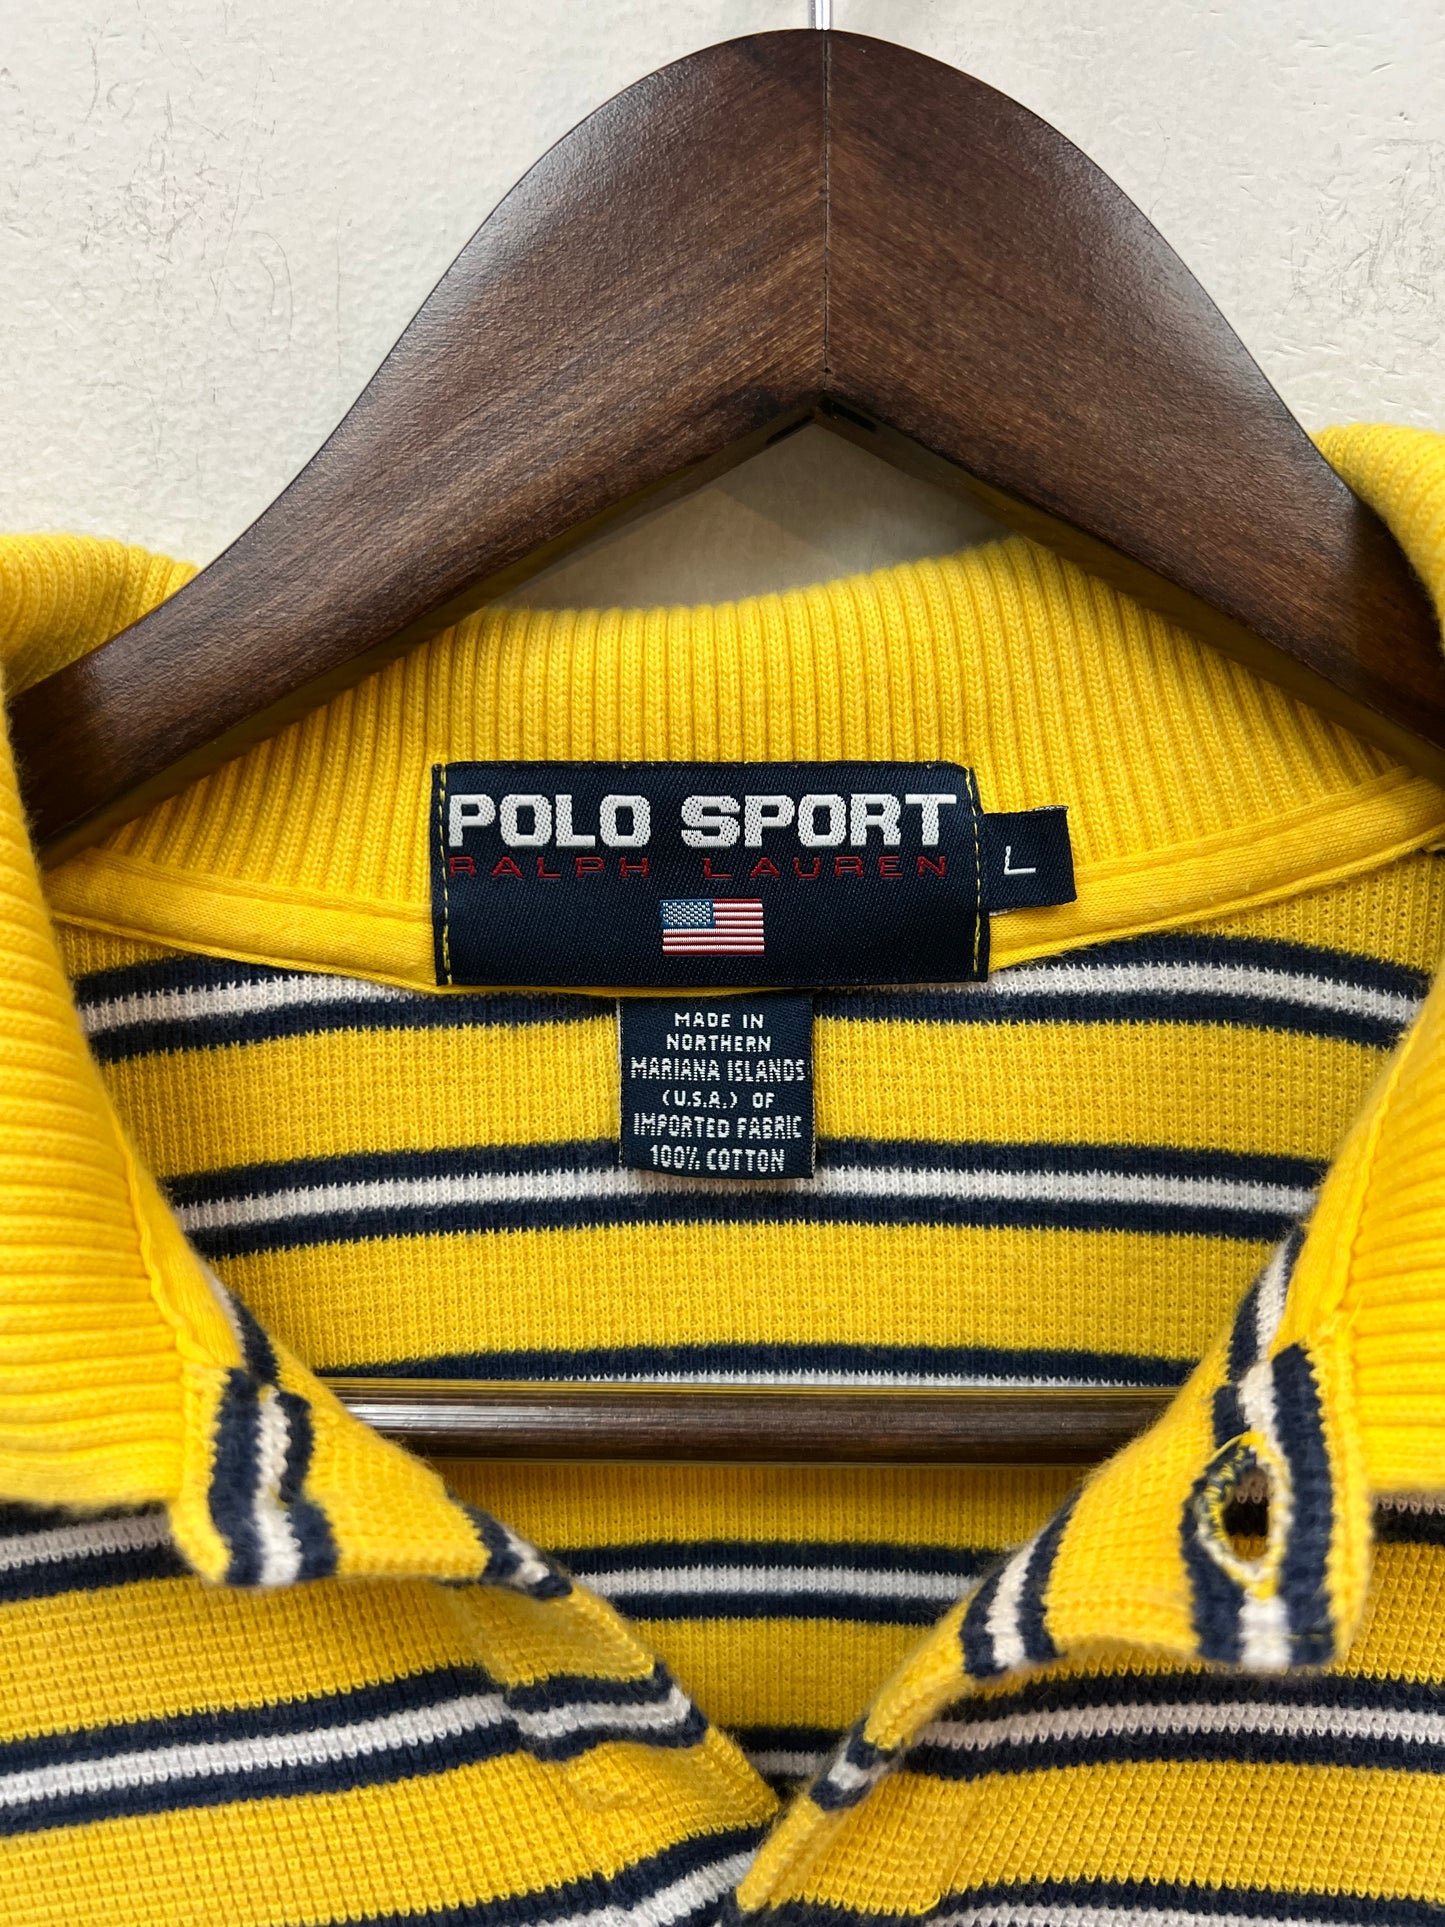 POLO SPORT
RALPH LAUREN
L
MADE IN
NORTHERN
MARIANA ISLANDS
(U.S.A.) OF
IMPORTED FABRIC
100% COTTON